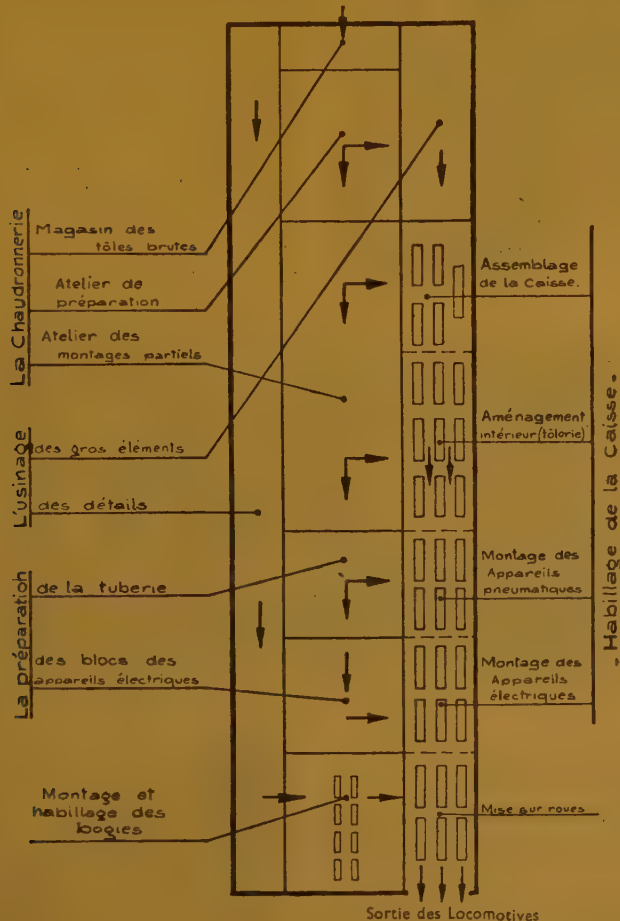 La Chaudronnerie
Magasin des
tôles brutes
Atelier de
préparation
Atelier des
montages partiels
L'usinage
des gros éléments
des détails
La préparation
de la tuberie
des blocs des
appareils électriques
Montage et
habillage des
bogies
Assemblage
de la Caisse.
Aménagement
intérieur (tôlerie)
Montage des
Appareils
pneumatiques
Montage des
Appareils
électriques
Mise sur roues
- Habillage de la Caisse. -
Sortie des Locomotives